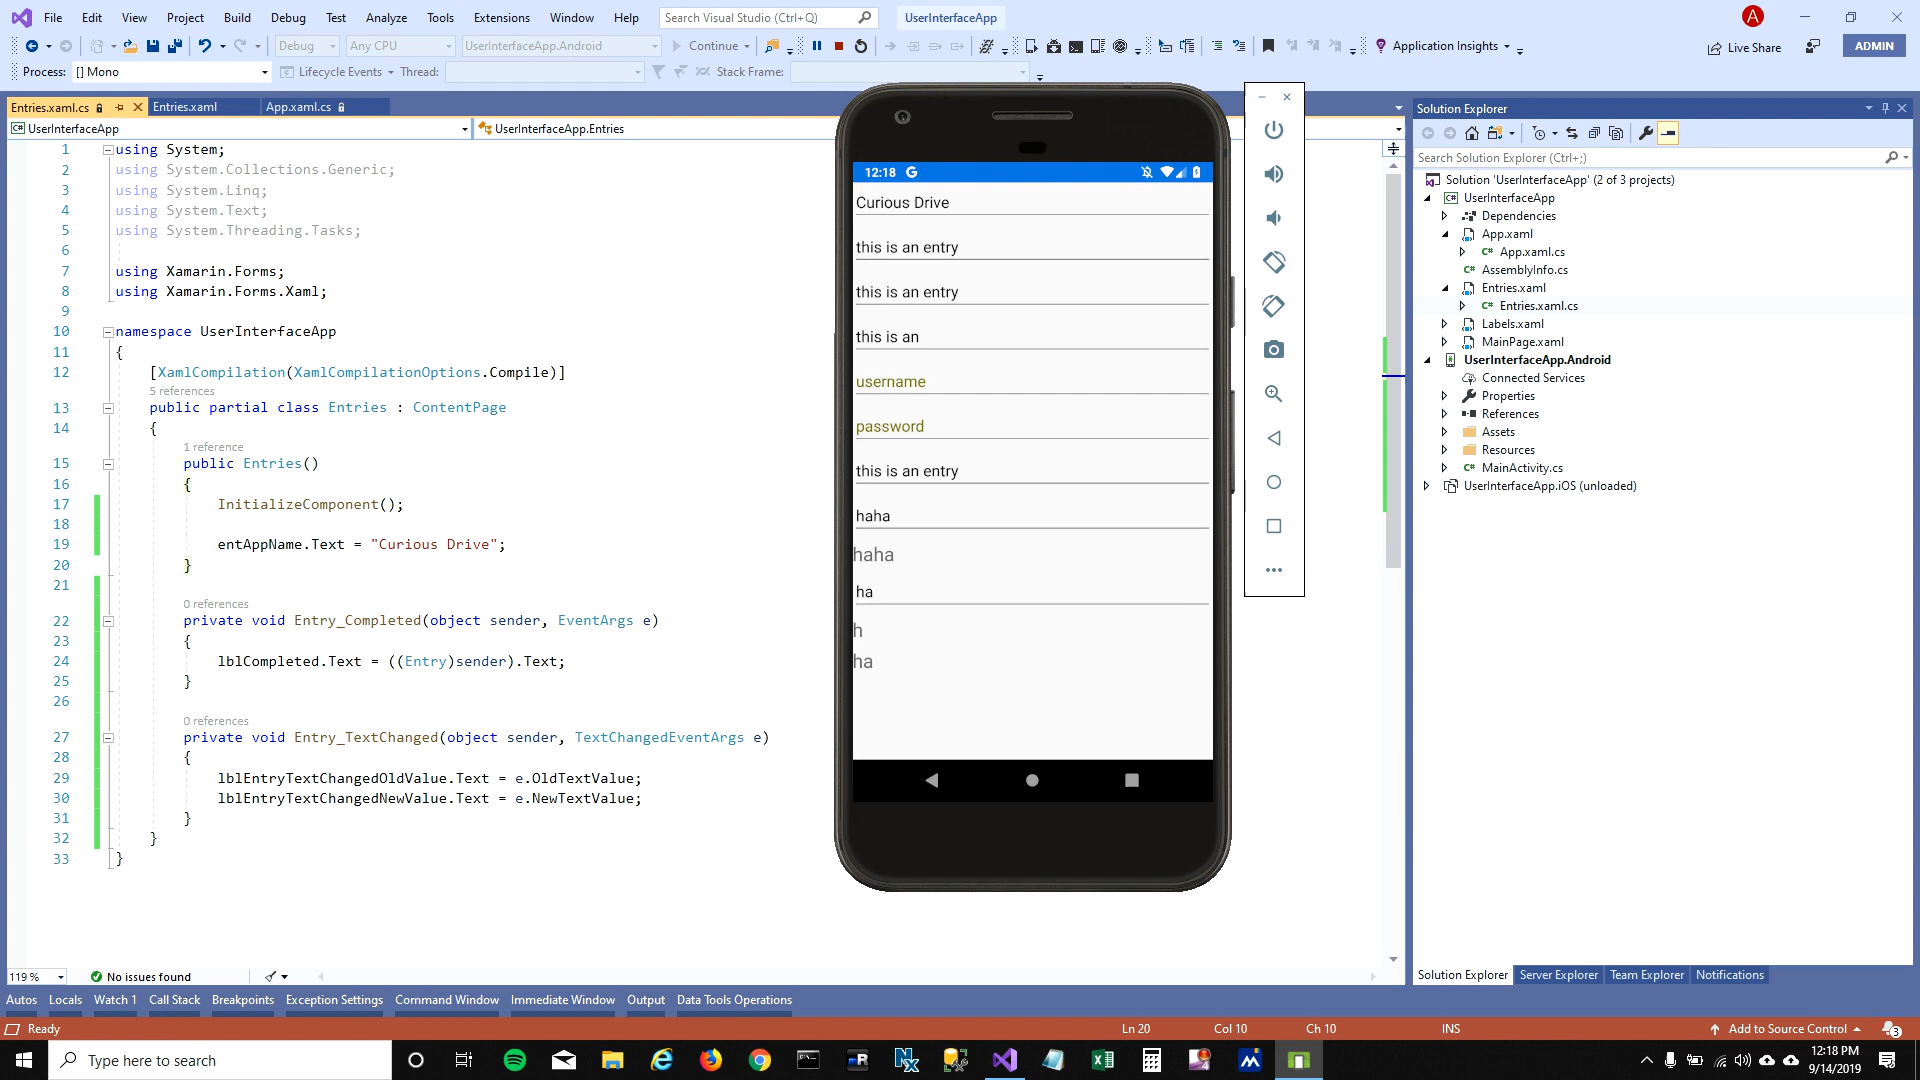 File Edit View Project Build Debug Test Analyze Tools Extensions Window Help Search Visual Studio (Ctrl+Q) UserInterfaceApp A
Debug Any CPU UserInterfaceApp.Android Continue Application Insights Live Share ADMIN
Process: [] Mono Lifecycle Events Thread: Stack Frame:
Entries.xaml.cs Entries.xaml App.xaml.cs
UserInterfaceApp UserInterfaceApp.Entries
1 using System;
2 using System.Collections.Generic;
3 using System.Linq;
4 using System.Text;
5 using System.Threading.Tasks;
6
7 using Xamarin.Forms;
8 using Xamarin.Forms.Xaml;
9
10 namespace UserInterfaceApp
11 {
12 [XamlCompilation(XamlCompilationOptions.Compile)]
5 references
13 public partial class Entries : ContentPage
14 {
1 reference
15 public Entries()
16 {
17 InitializeComponent();
18
19 entAppName.Text = "Curious Drive";
20 }
21
0 references
22 private void Entry_Completed(object sender, EventArgs e)
23 {
24 lblCompleted.Text = ((Entry)sender).Text;
25 }
26
0 references
27 private void Entry_TextChanged(object sender, TextChangedEventArgs e)
28 {
29 lblEntryTextChangedOldValue.Text = e.OldTextValue;
30 lblEntryTextChangedNewValue.Text = e.NewTextValue;
31 }
32 }
33 }
12:18 G
Curious Drive
this is an entry
this is an entry
this is an
username
password
this is an entry
haha
haha
ha
h
ha
Solution Explorer
Search Solution Explorer (Ctrl+;)
Solution 'UserInterfaceApp' (2 of 3 projects)
UserInterfaceApp
Dependencies
App.xaml
App.xaml.cs
AssemblyInfo.cs
Entries.xaml
Entries.xaml.cs
Labels.xaml
MainPage.xaml
UserInterfaceApp.Android
Connected Services
Properties
References
Assets
Resources
MainActivity.cs
UserInterfaceApp.iOS (unloaded)
Solution Explorer Server Explorer Team Explorer Notifications
119 % No issues found
Autos Locals Watch 1 Call Stack Breakpoints Exception Settings Command Window Immediate Window Output Data Tools Operations
Ready Ln 20 Col 10 Ch 10 INS Add to Source Control 3
Type here to search
12:18 PM
9/14/2019